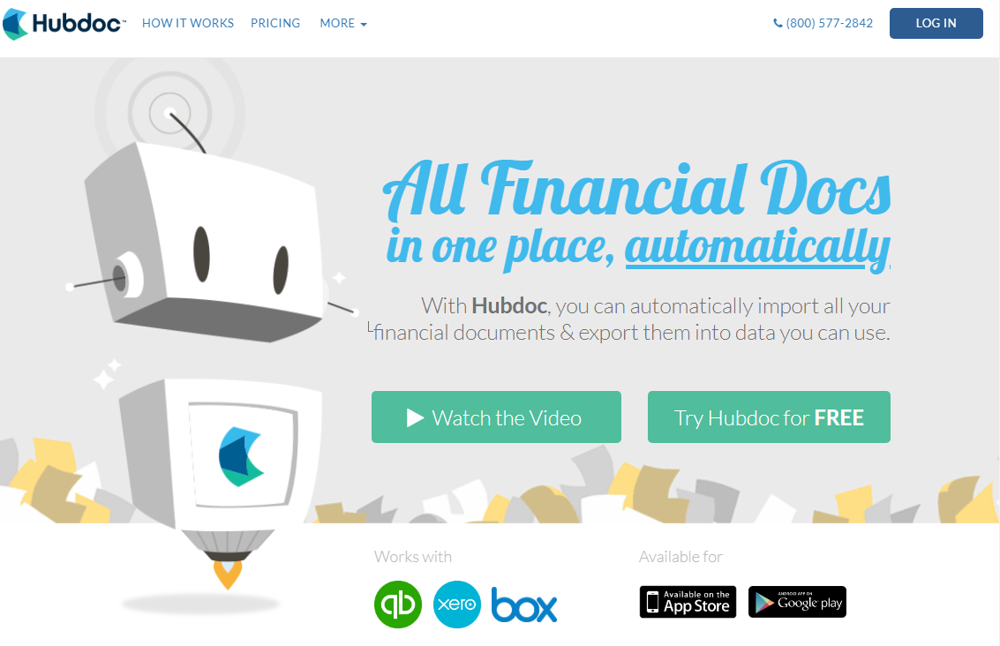 Hubdoc™ HOW IT WORKS PRICING MORE (800) 577-2842 LOG IN
All Financial Docs
in one place, automatically
With Hubdoc, you can automatically import all your
financial documents & export them into data you can use.
Watch the Video Try Hubdoc for FREE
Works with Available for
qb xero box Available on the App Store ANDROID APP ON Google play